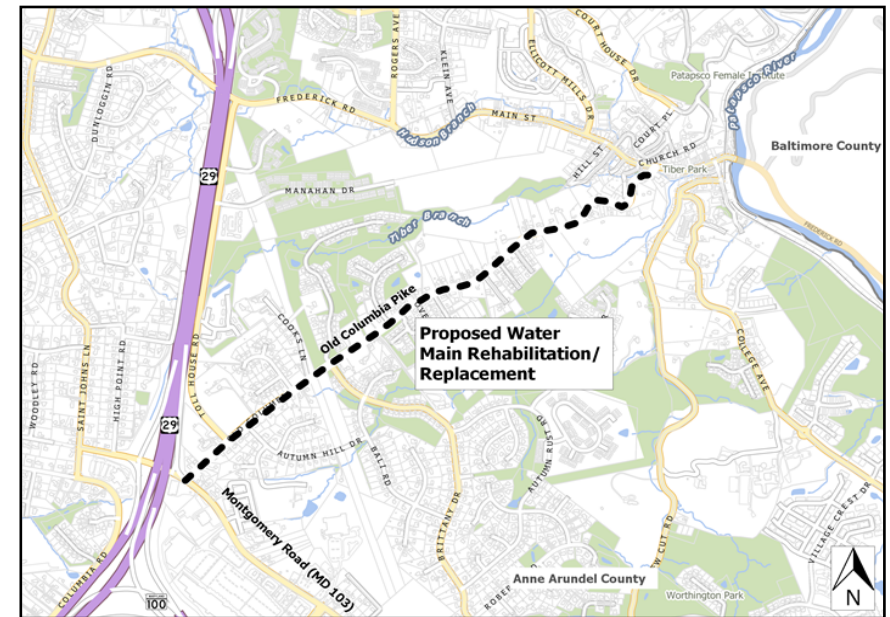 ROGERS AVE
KLEIN AVE
ELLICOTT MILLS DR
COURT HOUSE DR
DUNLOGGIN RD
Patapsco Female Institute
Patapsco River
FREDERICK RD
MAIN ST
Hudson Branch
COURT PL
Baltimore County
HILL ST
CHURCH RD
Tiber Park
29
MANAHAN DR
Tiber Branch
FREDERICK RD
Old Columbia Pike
COOKS LN
Proposed Water
Main Rehabilitation/
Replacement
TOLL HOUSE RD
COLLEGE AVE
WOODLEY RD
SAINT JOHNS LN
HIGH POINT RD
29
AUTUMN HILL DR
BALI RD
AUTUMN RUST RD
BRITTANY DR
Montgomery Road (MD 103)
VILLAGE CREST DR
COLUMBIA RD
100
Anne Arundel County
Worthington Park
N